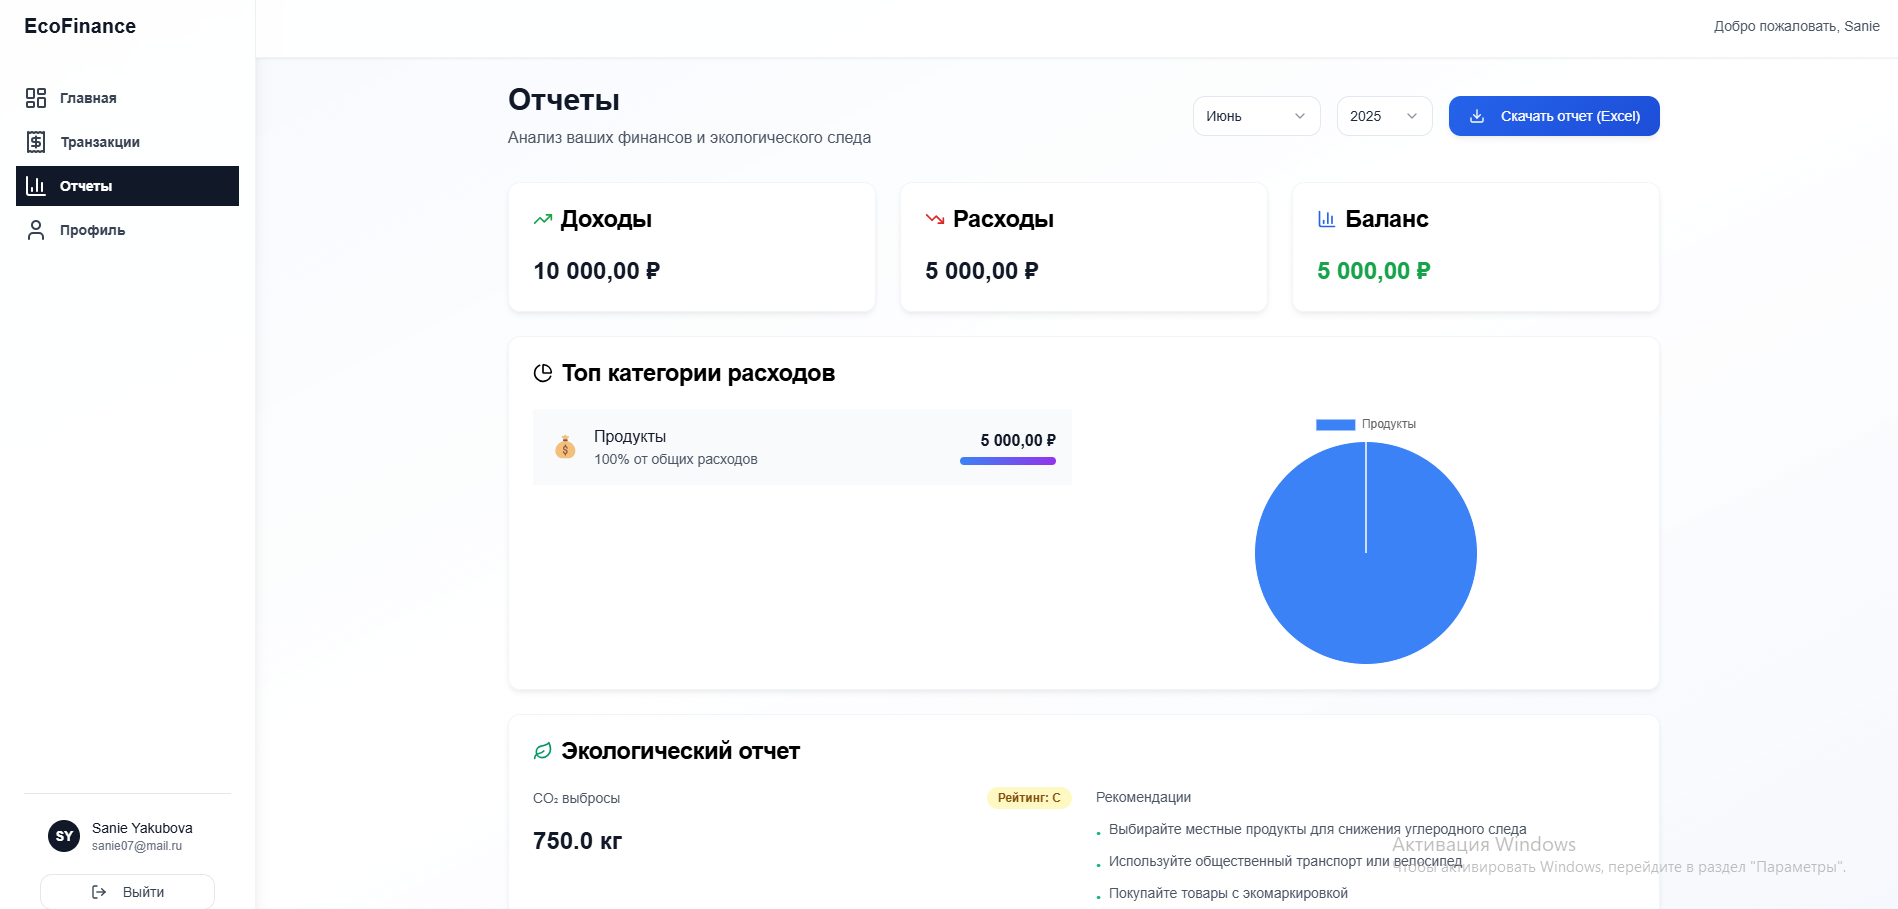 EcoFinance
Добро пожаловать, Sanie
Главная
Транзакции
Отчеты
Профиль
Отчеты
Анализ ваших финансов и экологического следа
Июнь
2025
Скачать отчет (Excel)
Доходы
10 000,00 ₽
Расходы
5 000,00 ₽
Баланс
5 000,00 ₽
Топ категории расходов
Продукты
100% от общих расходов
5 000,00 ₽
Продукты
Экологический отчет
CO₂ выбросы
Рейтинг: C
750.0 кг
Рекомендации
Выбирайте местные продукты для снижения углеродного следа
Используйте общественный транспорт или велосипед
Покупайте товары с экомаркировкой
Активация Windows
Чтобы активировать Windows, перейдите в раздел "Параметры".
SY
Sanie Yakubova
sanie07@mail.ru
Выйти